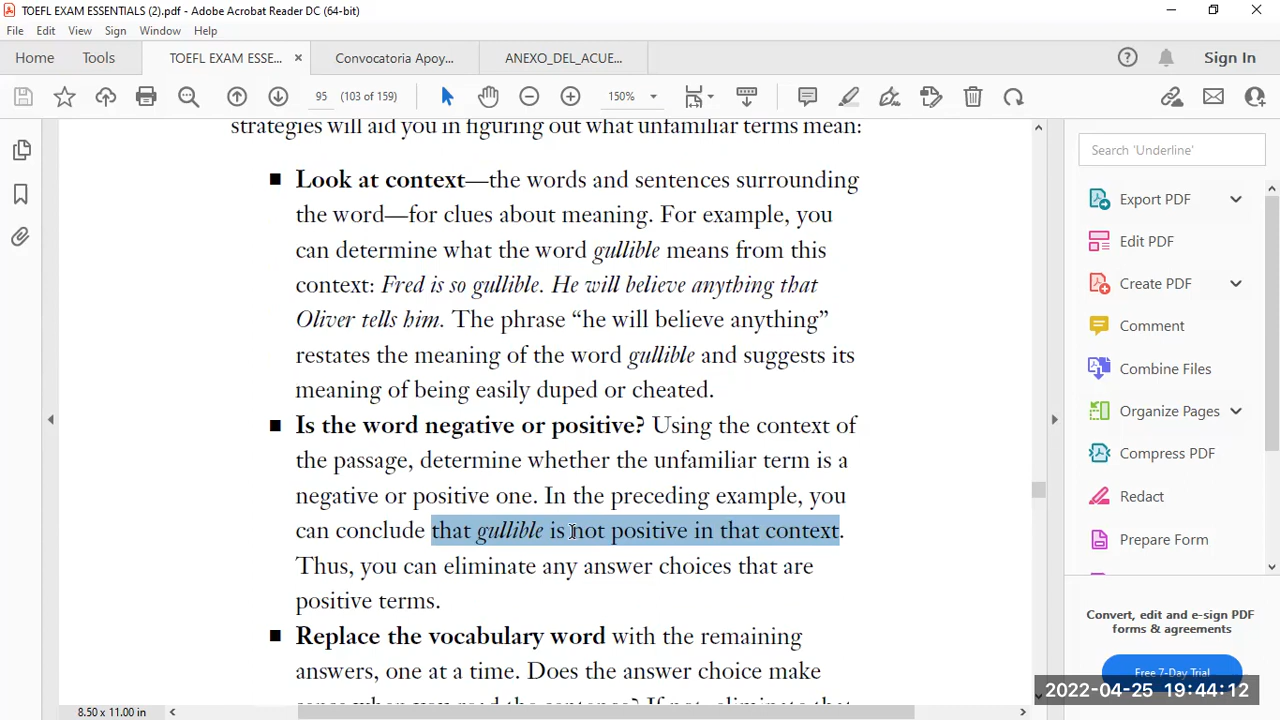 TOEFL EXAM ESSENTIALS (2).pdf - Adobe Acrobat Reader DC (64-bit)
File Edit View Sign Window Help
Home Tools TOEFL EXAM ESSE... × Convocatoria Apoy... ANEXO_DEL_ACUE... Sign In
95 (103 of 159) 150%
strategies will aid you in figuring out what unfamiliar terms mean:
■ Look at context—the words and sentences surrounding
the word—for clues about meaning. For example, you
can determine what the word gullible means from this
context: Fred is so gullible. He will believe anything that
Oliver tells him. The phrase “he will believe anything”
restates the meaning of the word gullible and suggests its
meaning of being easily duped or cheated.
■ Is the word negative or positive? Using the context of
the passage, determine whether the unfamiliar term is a
negative or positive one. In the preceding example, you
can conclude that gullible is not positive in that context.
Thus, you can eliminate any answer choices that are
positive terms.
■ Replace the vocabulary word with the remaining
answers, one at a time. Does the answer choice make
sense when you read the sentence? If not, eliminate that
8.50 x 11.00 in
Search 'Underline'
Export PDF
Edit PDF
Create PDF
Comment
Combine Files
Organize Pages
Compress PDF
Redact
Prepare Form
Convert, edit and e-sign PDF
forms & agreements
Free 7-Day Trial
2022-04-25 19:44:12